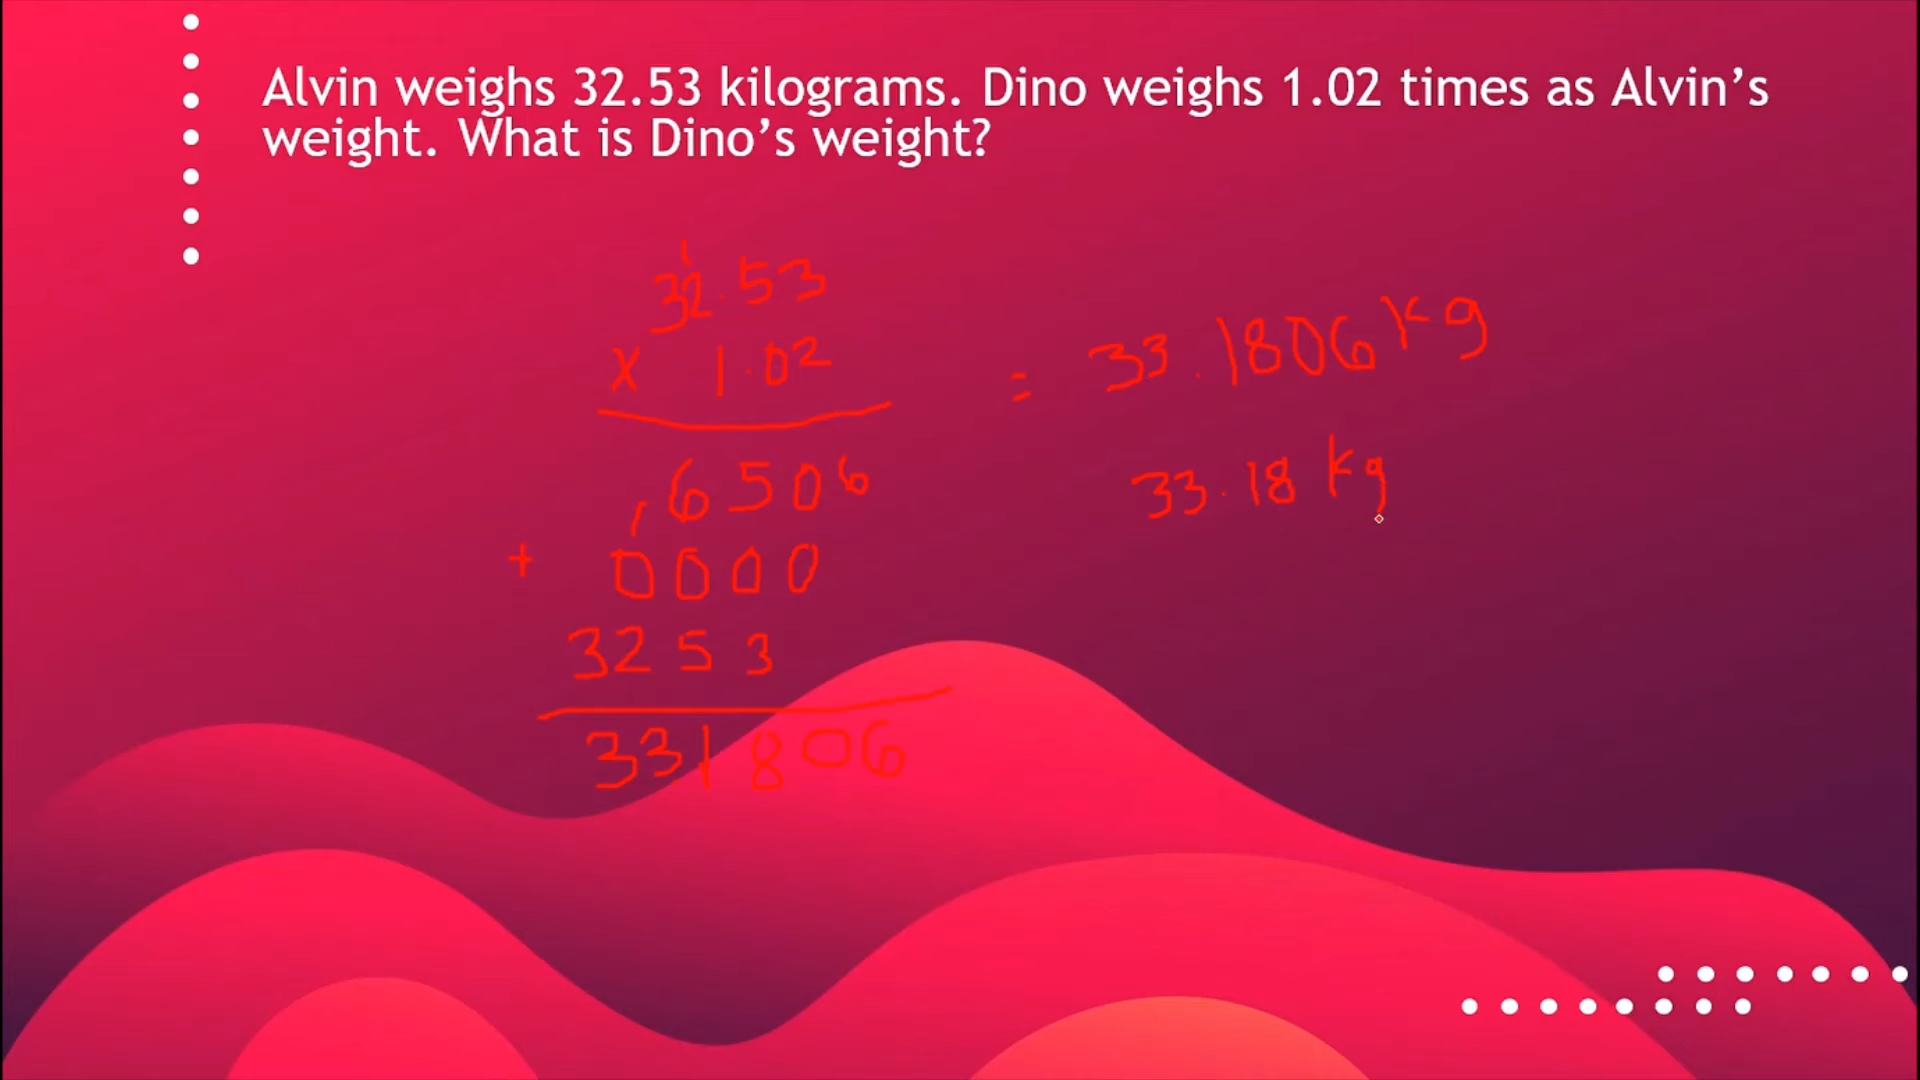 Alvin weighs 32.53 kilograms. Dino weighs 1.02 times as Alvin’s
weight. What is Dino’s weight?
1
32.53
x 1.02
6506
1
+ 0000
3253
331806
= 33.1806 kg
33.18 kg